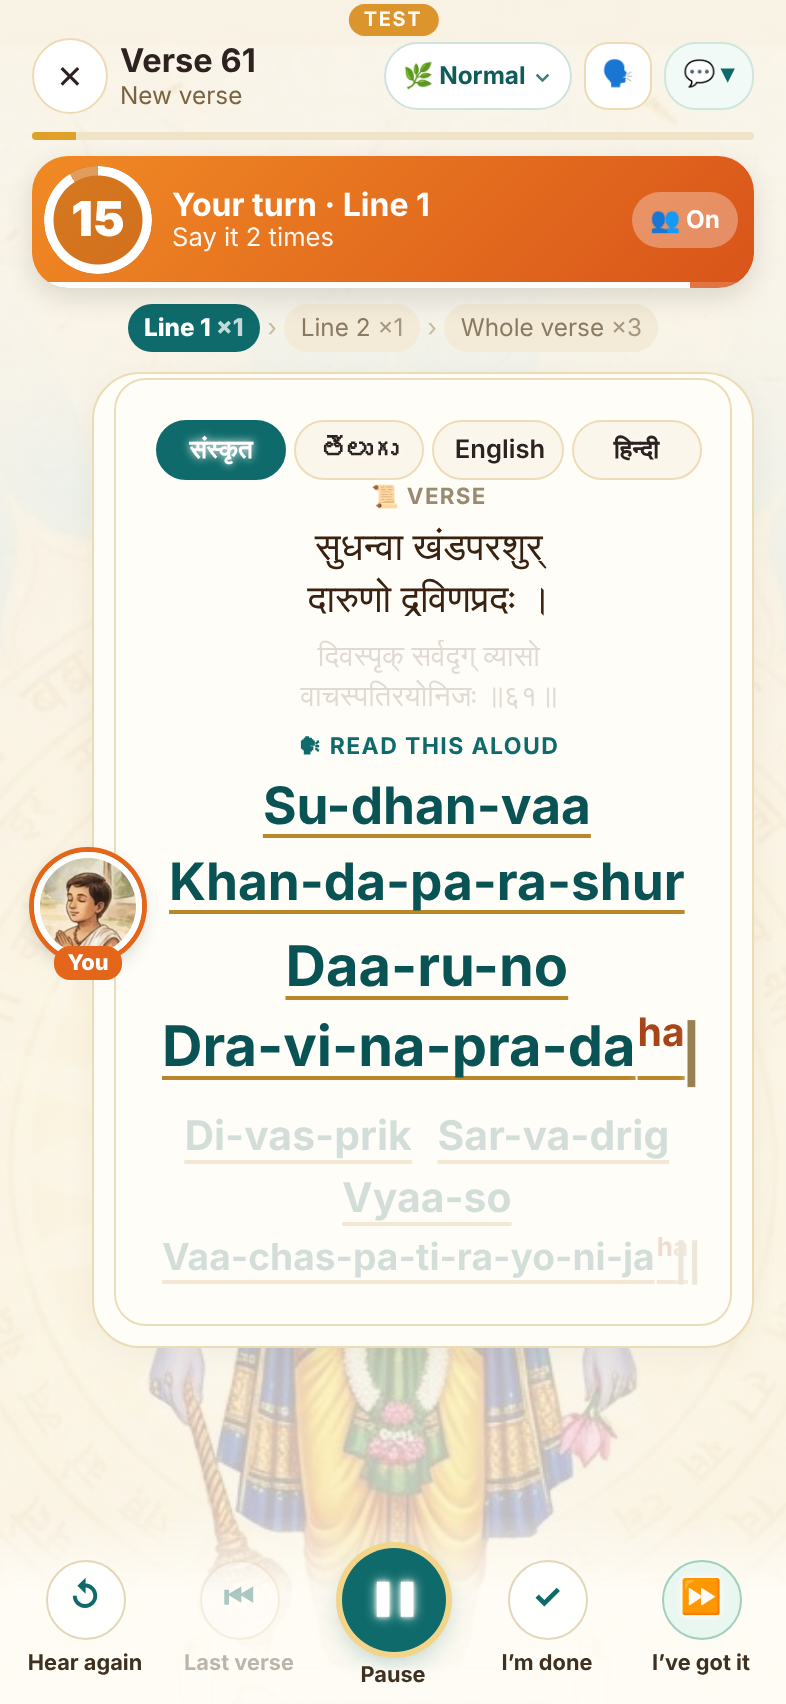 TEST
Verse 61
New verse
🌿 Normal
15
Your turn · Line 1
Say it 2 times
👥 On
Line 1 ×1 › Line 2 ×1 › Whole verse ×3
संस्कृत తెలుగు English हिन्दी
📜 VERSE
सुधन्वा खंडपरशुर्
दारुणो द्रविणप्रदः ।
दिवस्पृक् सर्वदृग् व्यासो
वाचस्पतिरयोनिजः ॥६१॥
🗣 READ THIS ALOUD
Su-dhan-vaa
Khan-da-pa-ra-shur
Daa-ru-no
Dra-vi-na-pra-daha|
Di-vas-prik Sar-va-drig
Vyaa-so
Vaa-chas-pa-ti-ra-yo-ni-jaha||
You
Hear again Last verse Pause I'm done I've got it